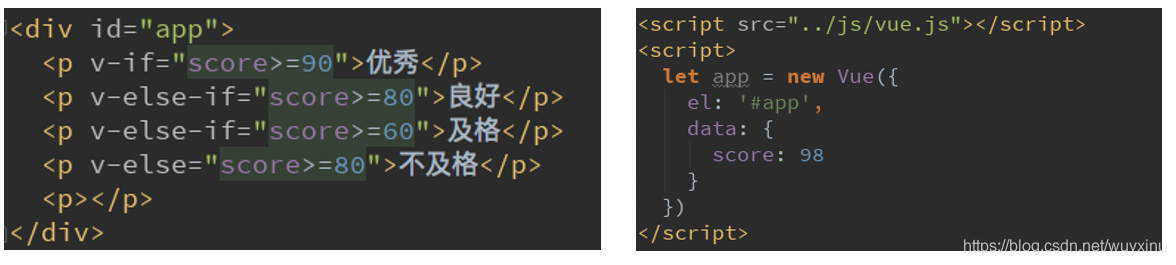 <div id="app">
<p v-if="score>=90">优秀</p>
<p v-else-if="score>=80">良好</p>
<p v-else-if="score>=60">及格</p>
<p v-else="score>=80">不及格</p>
<p></p>
</div>
<script src="../js/vue.js"></script>
<script>
let app = new Vue({
el: '#app',
data: {
score: 98
}
})
</script>
https://blog.csdn.net/wuyxinu